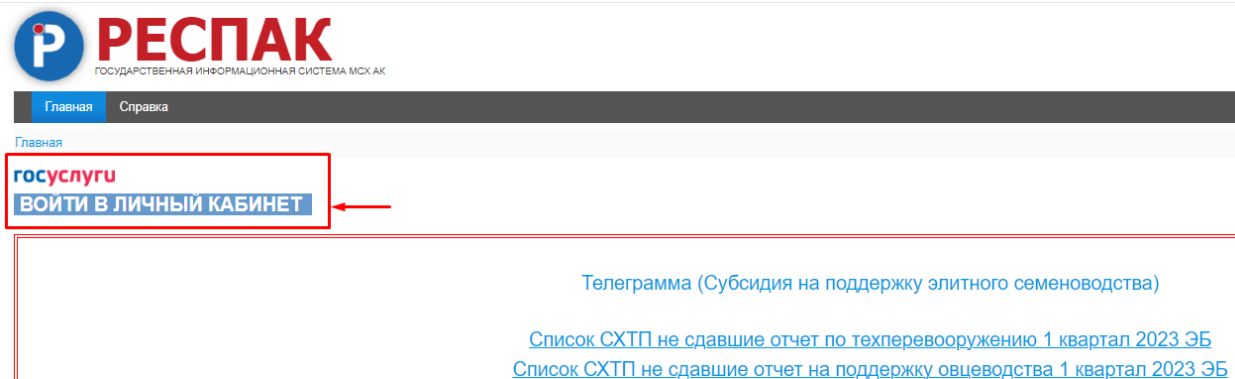 РЕСПАК
ГОСУДАРСТВЕННАЯ ИНФОРМАЦИОННАЯ СИСТЕМА МСХ АК
Главная Справка
Главная
госуслуги
ВОЙТИ В ЛИЧНЫЙ КАБИНЕТ
Телеграмма (Субсидия на поддержку элитного семеноводства)
Список СХТП не сдавшие отчет по техперевооружению 1 квартал 2023 ЭБ
Список СХТП не сдавшие отчет на поддержку овцеводства 1 квартал 2023 ЭБ